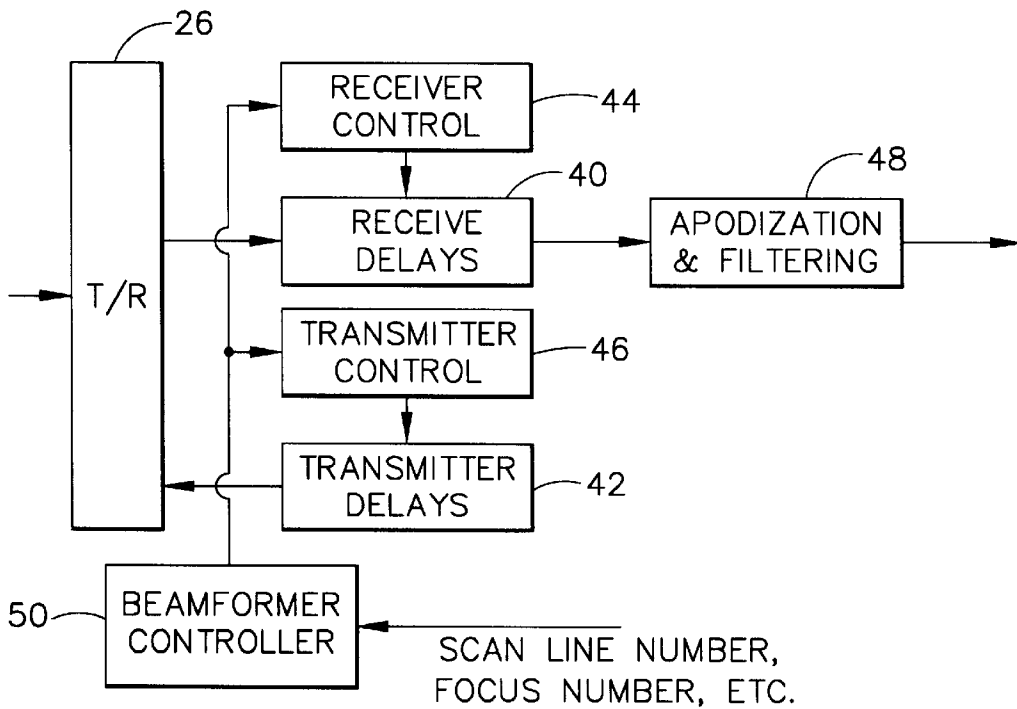 26
RECEIVER
CONTROL
44
40
48
RECEIVE
DELAYS
APODIZATION
& FILTERING
T/R
TRANSMITTER
CONTROL
46
TRANSMITTER
DELAYS
42
50
BEAMFORMER
CONTROLLER
SCAN LINE NUMBER,
FOCUS NUMBER, ETC.